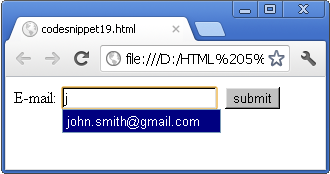 codesnippet19.html
file:///D:/HTML%205%
E-mail: j submit
john.smith@gmail.com